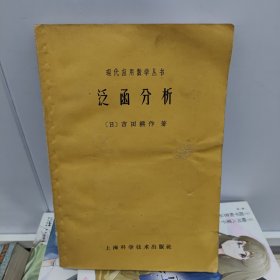 现代应用数学丛书
泛函分析
〔日〕吉田耕作 著
上海科学技术出版社